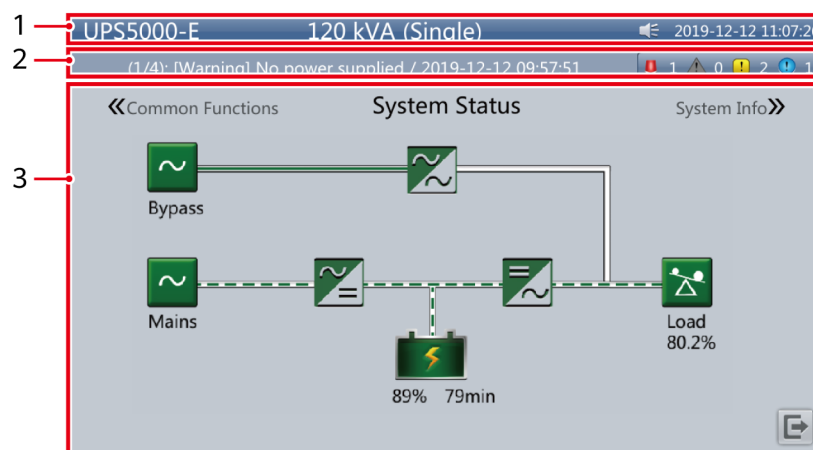 1
UPS5000-E 120 kVA (Single) 2019-12-12 11:07:20
2
(1/4): [Warning] No power supplied / 2019-12-12 09:57:51 1 0 2 1
3
Common Functions System Status System Info
Bypass
Mains
Load
80.2%
89% 79min